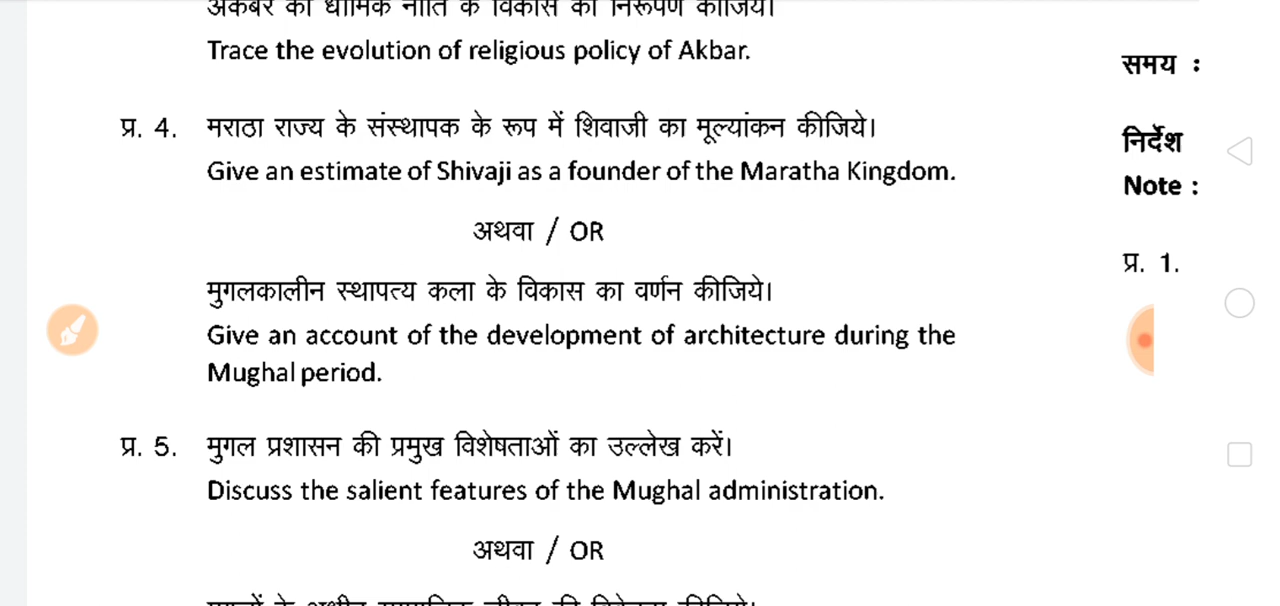 अकबर की धार्मिक नीति के विकास का निरूपण कीजिये।
Trace the evolution of religious policy of Akbar.
प्र. 4. मराठा राज्य के संस्थापक के रूप में शिवाजी का मूल्यांकन कीजिये।
Give an estimate of Shivaji as a founder of the Maratha Kingdom.
अथवा / OR
मुगलकालीन स्थापत्य कला के विकास का वर्णन कीजिये।
Give an account of the development of architecture during the
Mughal period.
प्र. 5. मुगल प्रशासन की प्रमुख विशेषताओं का उल्लेख करें।
Discuss the salient features of the Mughal administration.
अथवा / OR
समय :
निर्देश
Note :
प्र. 1.